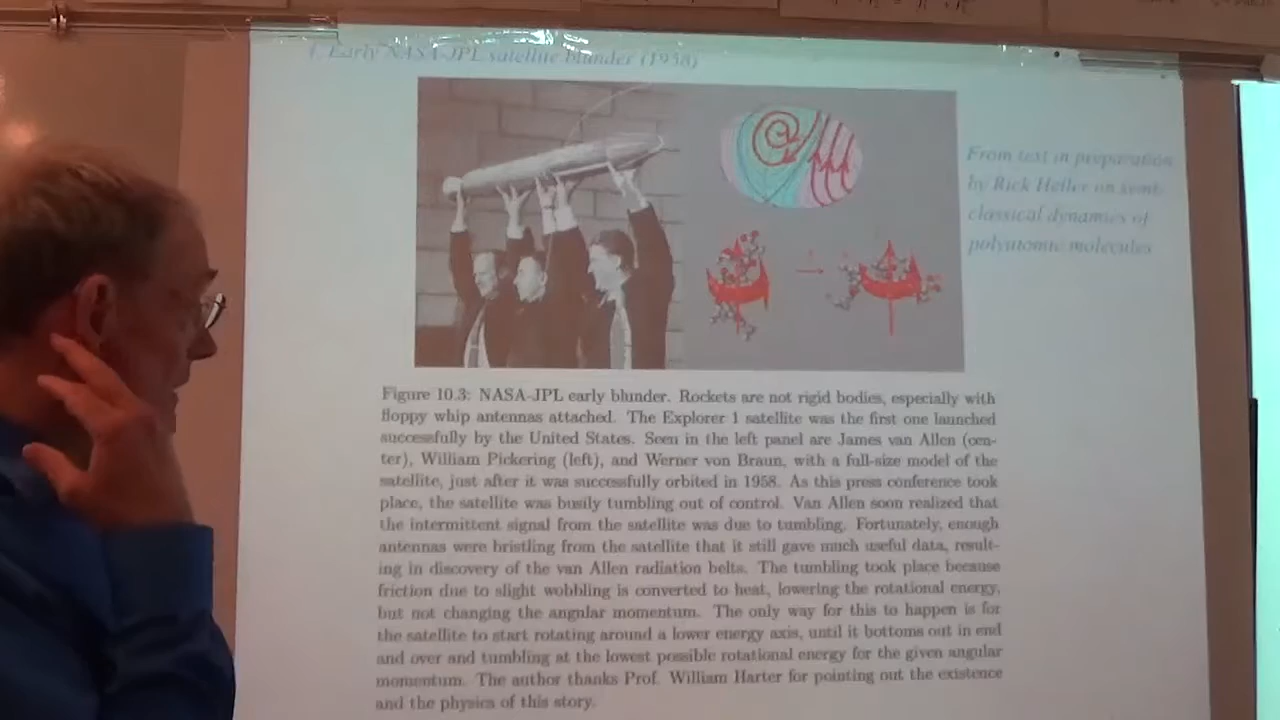 1. Early NASA-JPL satellite blunder (1958)
From text in preparation
by Rick Heller on semi-
classical dynamics of
polyatomic molecules
Figure 10.3: NASA-JPL early blunder. Rockets are not rigid bodies, especially with
floppy whip antennas attached. The Explorer 1 satellite was the first one launched
successfully by the United States. Seen in the left panel are James van Allen (cen-
ter), William Pickering (left), and Werner von Braun, with a full-size model of the
satellite, just after it was successfully orbited in 1958. As this press conference took
place, the satellite was busily tumbling out of control. Van Allen soon realized that
the intermittent signal from the satellite was due to tumbling. Fortunately, enough
antennas were bristling from the satellite that it still gave much useful data, result-
ing in discovery of the van Allen radiation belts. The tumbling took place because
friction due to slight wobbling is converted to heat, lowering the rotational energy,
but not changing the angular momentum. The only way for this to happen is for
the satellite to start rotating around a lower energy axis, until it bottoms out in end
and over and tumbling at the lowest possible rotational energy for the given angular
momentum. The author thanks Prof. William Harter for pointing out the existence
and the physics of this story.